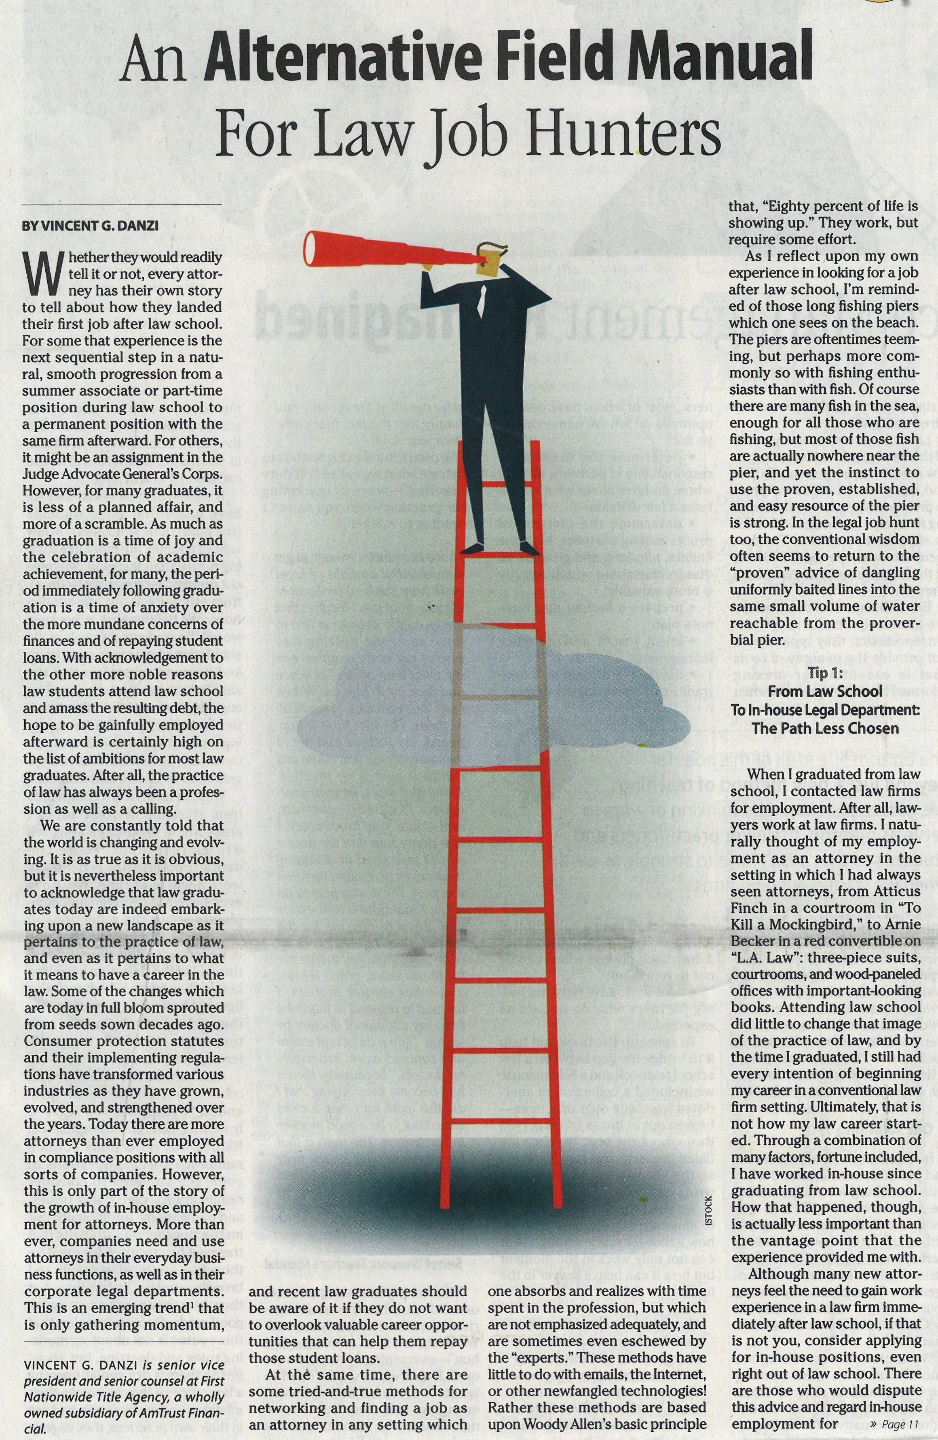 An Alternative Field Manual
For Law Job Hunters
BY VINCENT G. DANZI
Whether they would readily
tell it or not, every attor-
ney has their own story
to tell about how they landed
their first job after law school.
For some that experience is the
next sequential step in a natu-
ral, smooth progression from a
summer associate or part-time
position during law school to
a permanent position with the
same firm afterward. For others,
it might be an assignment in the
Judge Advocate General's Corps.
However, for many graduates, it
is less of a planned affair, and
more of a scramble. As much as
graduation is a time of joy and
the celebration of academic
achievement, for many, the peri-
od immediately following gradu-
ation is a time of anxiety over
the more mundane concerns of
finances and of repaying student
loans. With acknowledgement to
the other more noble reasons
law students attend law school
and amass the resulting debt, the
hope to be gainfully employed
afterward is certainly high on
the list of ambitions for most law
graduates. After all, the practice
of law has always been a profes-
sion as well as a calling.
We are constantly told that
the world is changing and evolv-
ing. It is as true as it is obvious,
but it is nevertheless important
to acknowledge that law gradu-
ates today are indeed embark-
ing upon a new landscape as it
pertains to the practice of law,
and even as it pertains to what
it means to have a career in the
law. Some of the changes which
are today in full bloom sprouted
from seeds sown decades ago.
Consumer protection statutes
and their implementing regula-
tions have transformed various
industries as they have grown,
evolved, and strengthened over
the years. Today there are more
attorneys than ever employed
in compliance positions with all
sorts of companies. However,
this is only part of the story of
the growth of in-house employ-
ment for attorneys. More than
ever, companies need and use
attorneys in their everyday busi-
ness functions, as well as in their
corporate legal departments.
This is an emerging trend¹ that
is only gathering momentum,
VINCENT G. DANZI is senior vice
president and senior counsel at First
Nationwide Title Agency, a wholly
owned subsidiary of AmTrust Finan-
cial.
ISTOCK
and recent law graduates should
be aware of it if they do not want
to overlook valuable career oppor-
tunities that can help them repay
those student loans.
At the same time, there are
some tried-and-true methods for
networking and finding a job as
an attorney in any setting which
one absorbs and realizes with time
spent in the profession, but which
are not emphasized adequately, and
are sometimes even eschewed by
the “experts.” These methods have
little to do with emails, the Internet,
or other newfangled technologies!
Rather these methods are based
upon Woody Allen's basic principle
that, “Eighty percent of life is
showing up.” They work, but
require some effort.
As I reflect upon my own
experience in looking for a job
after law school, I'm remind-
ed of those long fishing piers
which one sees on the beach.
The piers are oftentimes teem-
ing, but perhaps more com-
monly so with fishing enthu-
siasts than with fish. Of course
there are many fish in the sea,
enough for all those who are
fishing, but most of those fish
are actually nowhere near the
pier, and yet the instinct to
use the proven, established,
and easy resource of the pier
is strong. In the legal job hunt
too, the conventional wisdom
often seems to return to the
“proven” advice of dangling
uniformly baited lines into the
same small volume of water
reachable from the prover-
bial pier.
Tip 1:
From Law School
To In-house Legal Department:
The Path Less Chosen
When I graduated from law
school, I contacted law firms
for employment. After all, law-
yers work at law firms. I natu-
rally thought of my employ-
ment as an attorney in the
setting in which I had always
seen attorneys, from Atticus
Finch in a courtroom in “To
Kill a Mockingbird,” to Arnie
Becker in a red convertible on
“L.A. Law”: three-piece suits,
courtrooms, and wood-paneled
offices with important-looking
books. Attending law school
did little to change that image
of the practice of law, and by
the time I graduated, I still had
every intention of beginning
my career in a conventional law
firm setting. Ultimately, that is
not how my law career start-
ed. Through a combination of
many factors, fortune included,
I have worked in-house since
graduating from law school.
How that happened, though,
is actually less important than
the vantage point that the
experience provided me with.
Although many new attor-
neys feel the need to gain work
experience in a law firm imme-
diately after law school, if that
is not you, consider applying
for in-house positions, even
right out of law school. There
are those who would dispute
this advice and regard in-house
employment for » Page 11